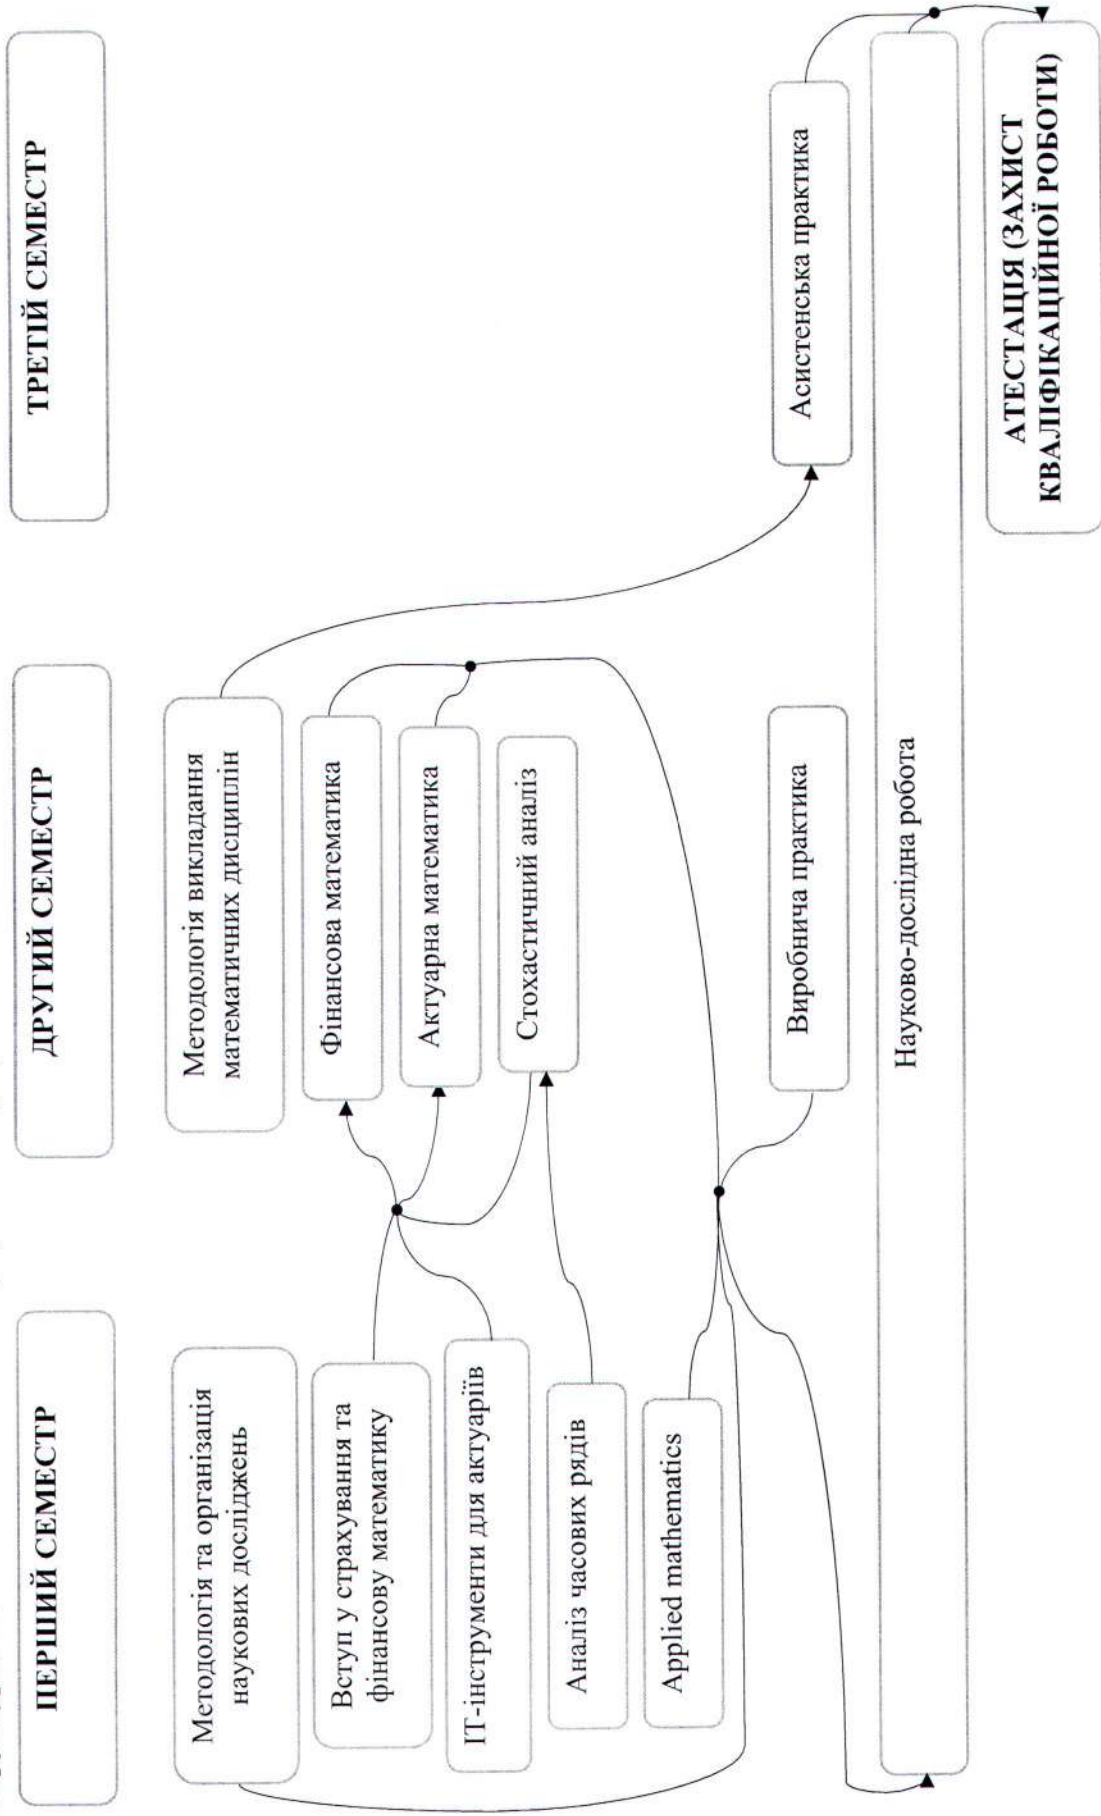 ПЕРШИЙ СЕМЕСТР
ДРУГИЙ СЕМЕСТР
ТРЕТІЙ СЕМЕСТР
Методологія та організація
наукових досліджень
Вступ у страхування та
фінансову математику
ІТ-інструменти для актуаріїв
Аналіз часових рядів
Applied mathematics
Методологія викладання
математичних дисциплін
Фінансова математика
Актуарна математика
Стохастичний аналіз
Виробнича практика
Асистенська практика
Науково-дослідна робота
АТЕСТАЦІЯ (ЗАХИСТ
КВАЛІФІКАЦІЙНОЇ РОБОТИ)